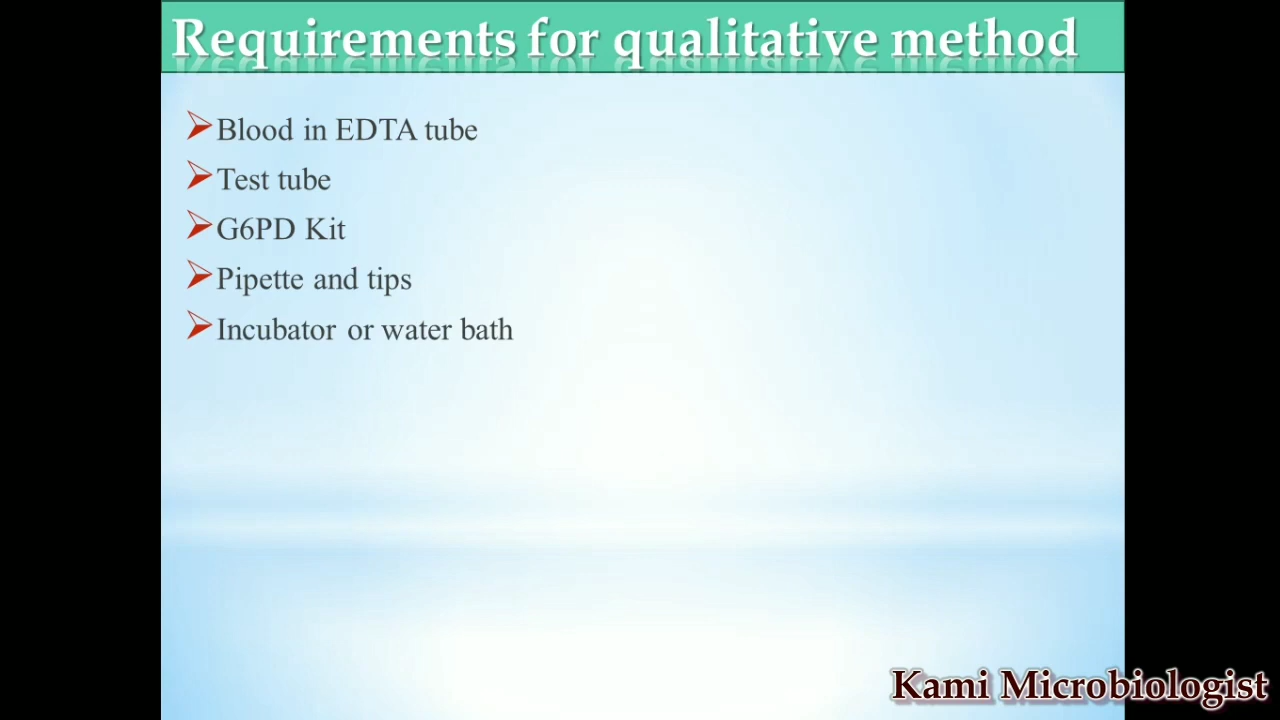 Requirements for qualitative method
Blood in EDTA tube
Test tube
G6PD Kit
Pipette and tips
Incubator or water bath
Kami Microbiologist